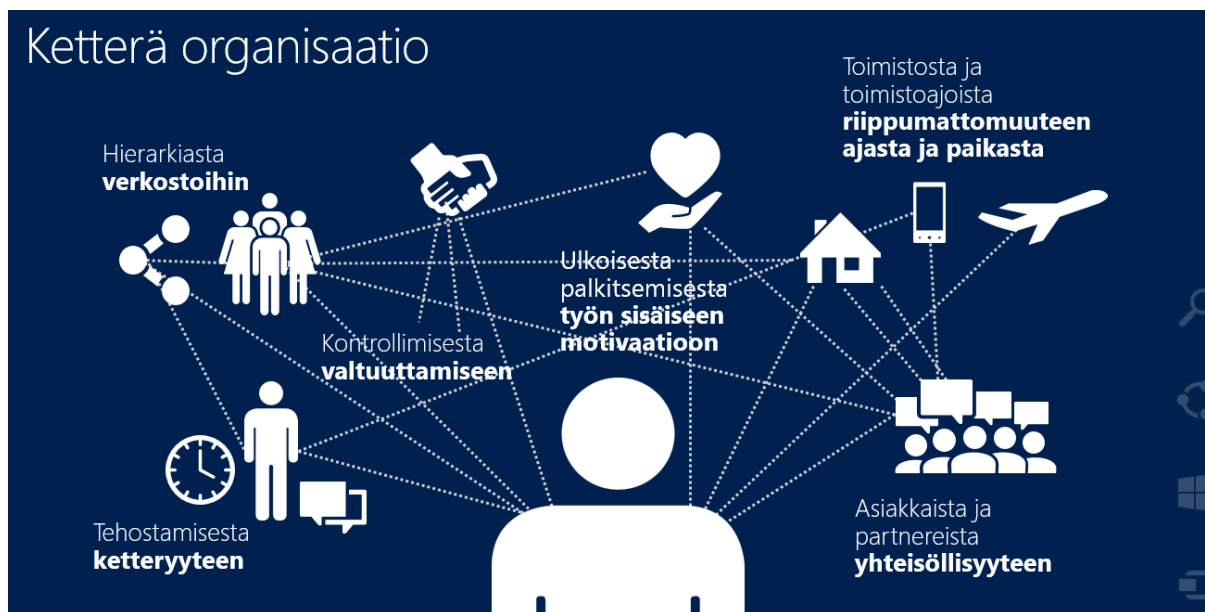 Ketterä organisaatio
Hierarkiasta
verkostoihin
Kontrollimisesta
valtuuttamiseen
Ulkoisesta
palkitsemisesta
työn sisäiseen
motivaatioon
Toimistosta ja
toimistoajoista
riippumattomuuteen
ajasta ja paikasta
Tehostamisesta
ketteryyteen
Asiakkaista ja
partnereista
yhteisöllisyyteen